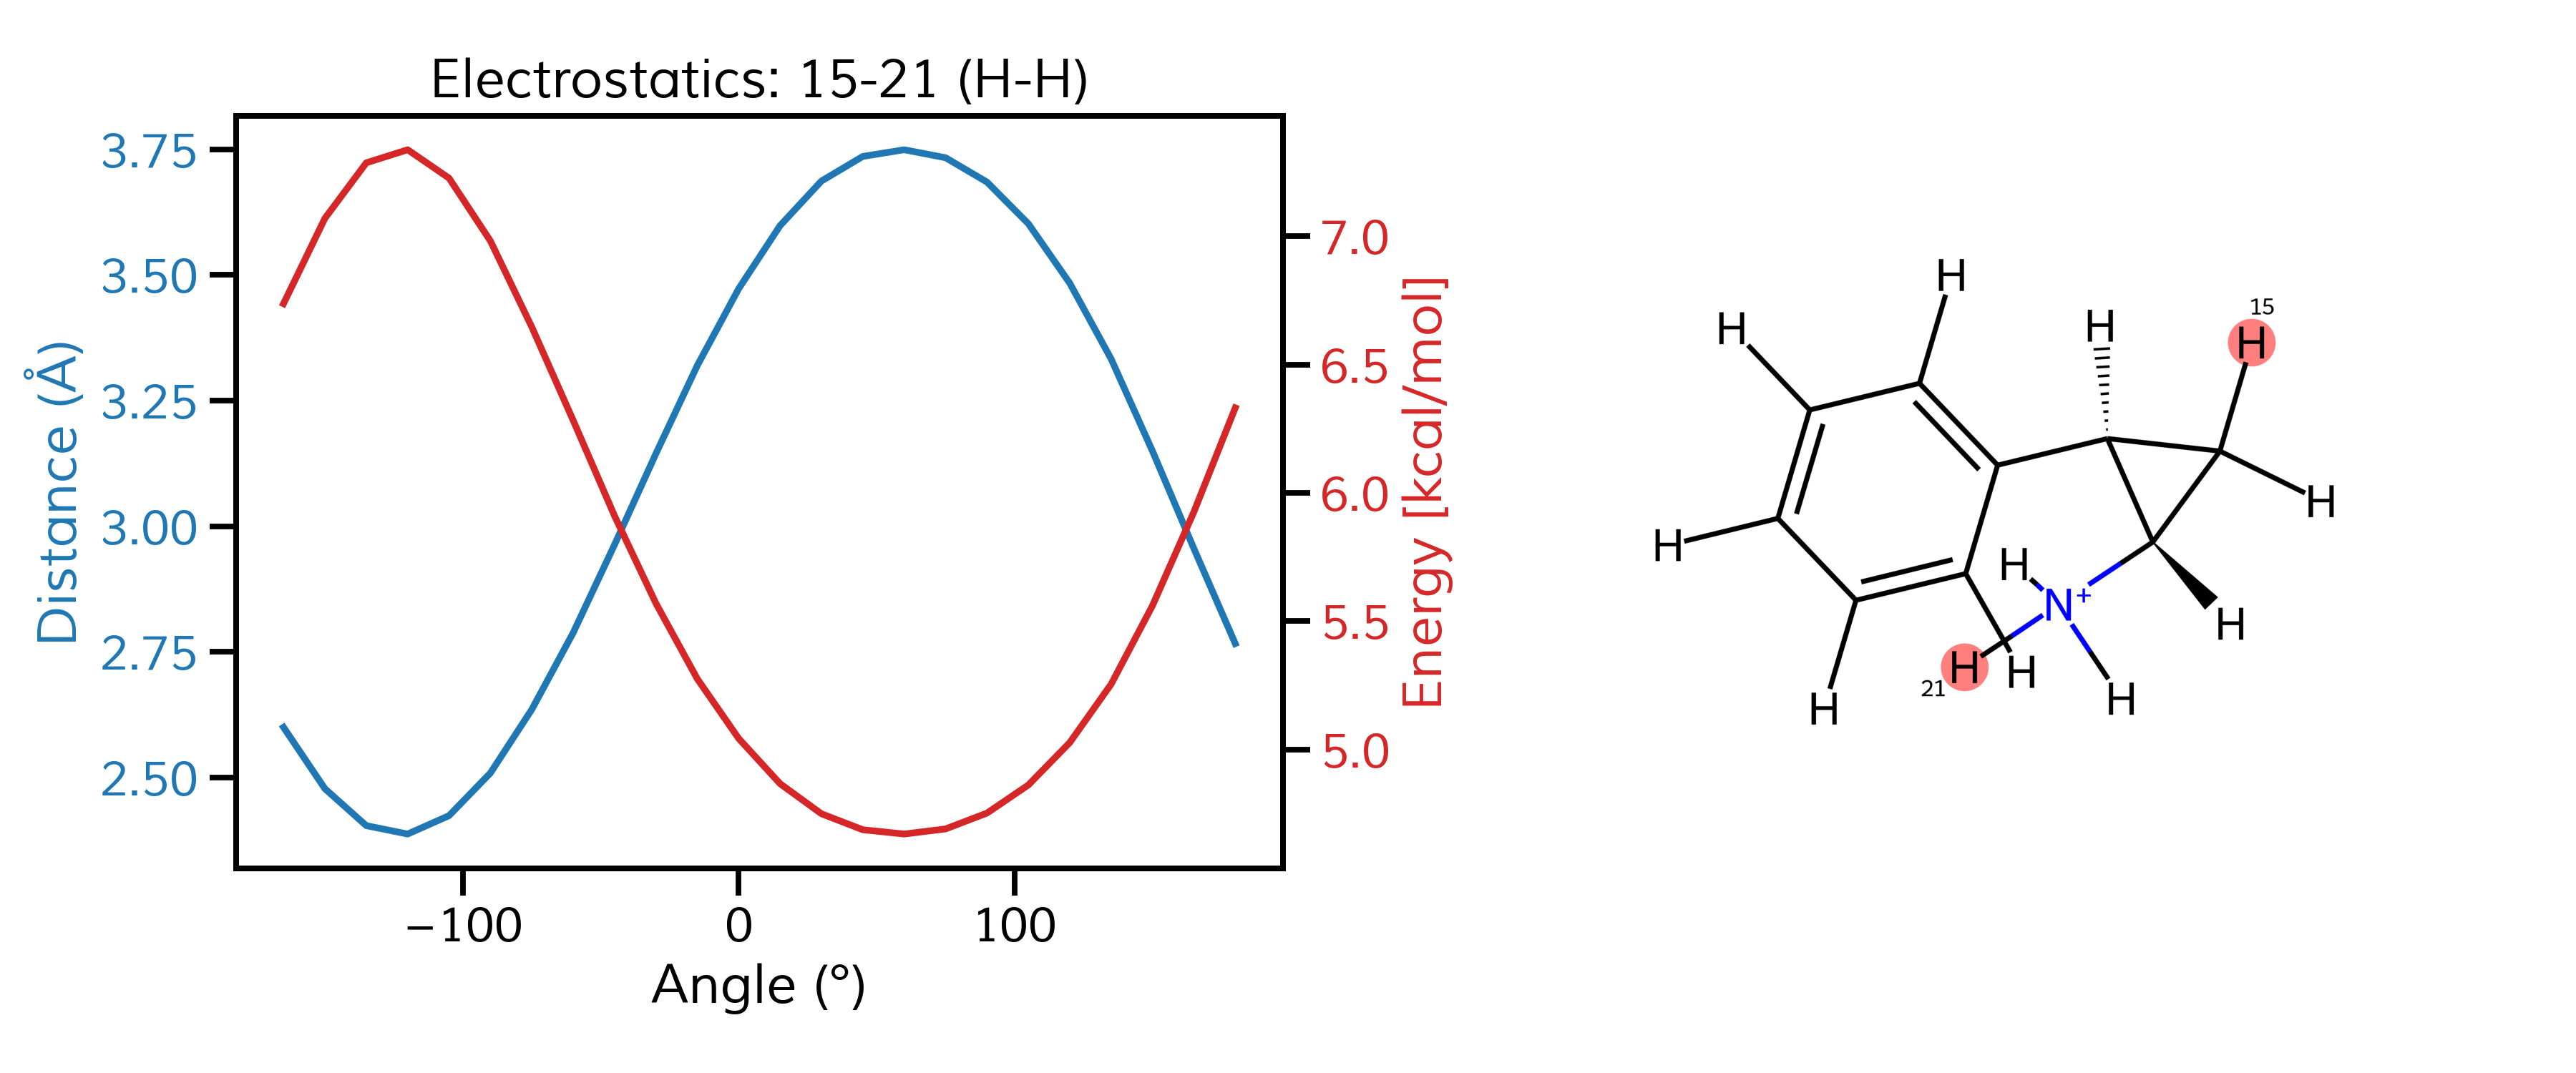 Electrostatics: 15-21 (H-H)
Distance (Å)
3.75
3.50
3.25
3.00
2.75
2.50
−100
0
100
Angle (°)
7.0
6.5
6.0
5.5
5.0
Energy [kcal/mol]
H
15
H
H
H
H
H
H
H
N+
H
21
H
H
H
H